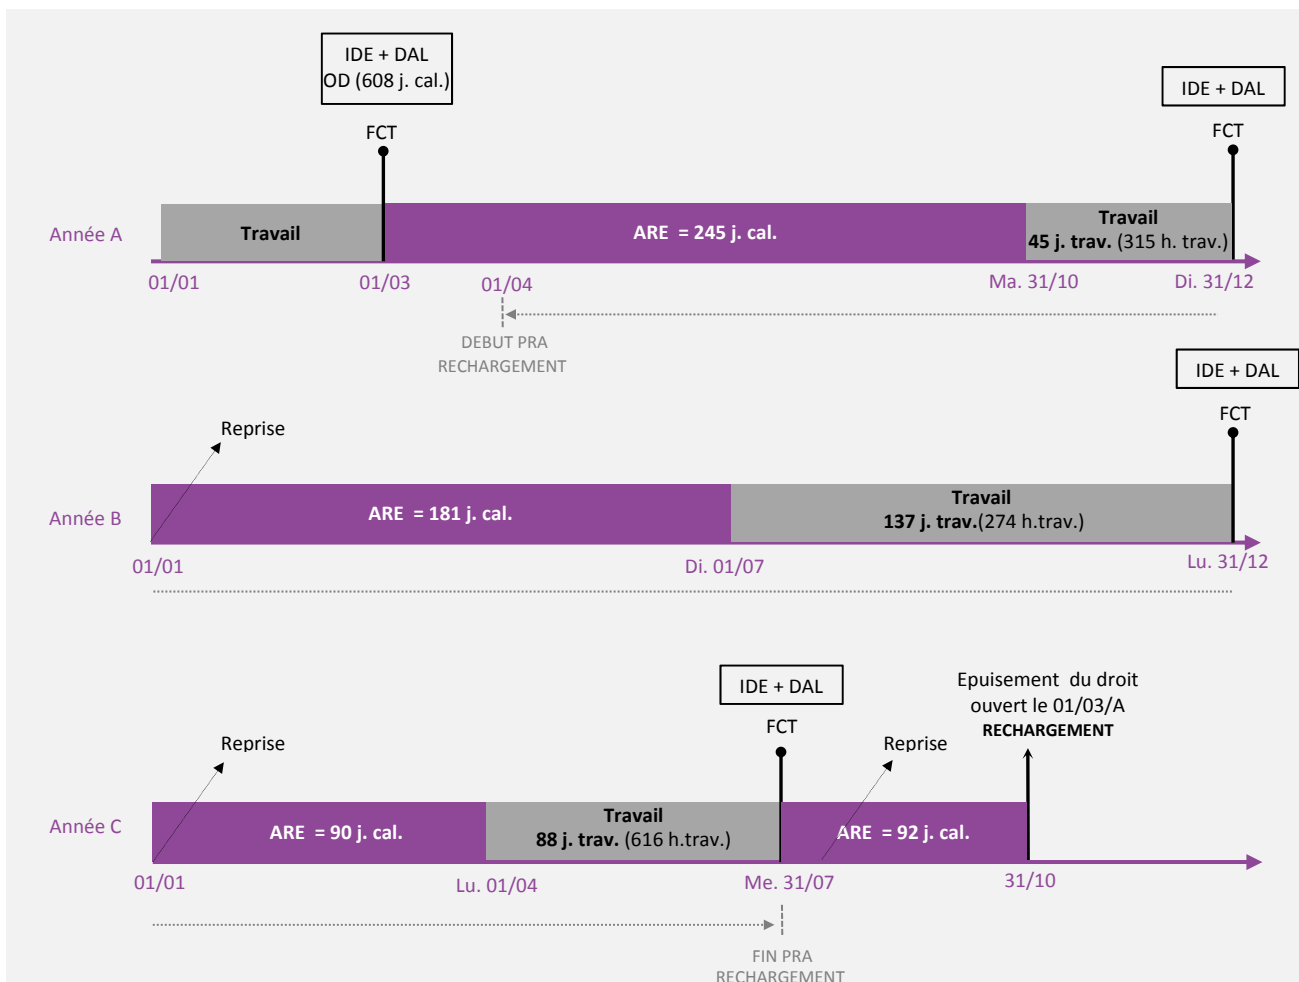 IDE + DAL
OD (608 j. cal.)
FCT
IDE + DAL
FCT
Année A
Travail
ARE = 245 j. cal.
Travail
45 j. trav. (315 h. trav.)
01/01
01/03
01/04
Ma. 31/10
Di. 31/12
DEBUT PRA
RECHARGEMENT
IDE + DAL
FCT
Reprise
Année B
ARE = 181 j. cal.
Travail
137 j. trav.(274 h.trav.)
01/01
Di. 01/07
Lu. 31/12
IDE + DAL
FCT
Epuisement du droit
ouvert le 01/03/A
RECHARGEMENT
Reprise
Reprise
Année C
ARE = 90 j. cal.
Travail
88 j. trav. (616 h.trav.)
ARE = 92 j. cal.
01/01
Lu. 01/04
Me. 31/07
31/10
FIN PRA
RECHARGEMENT